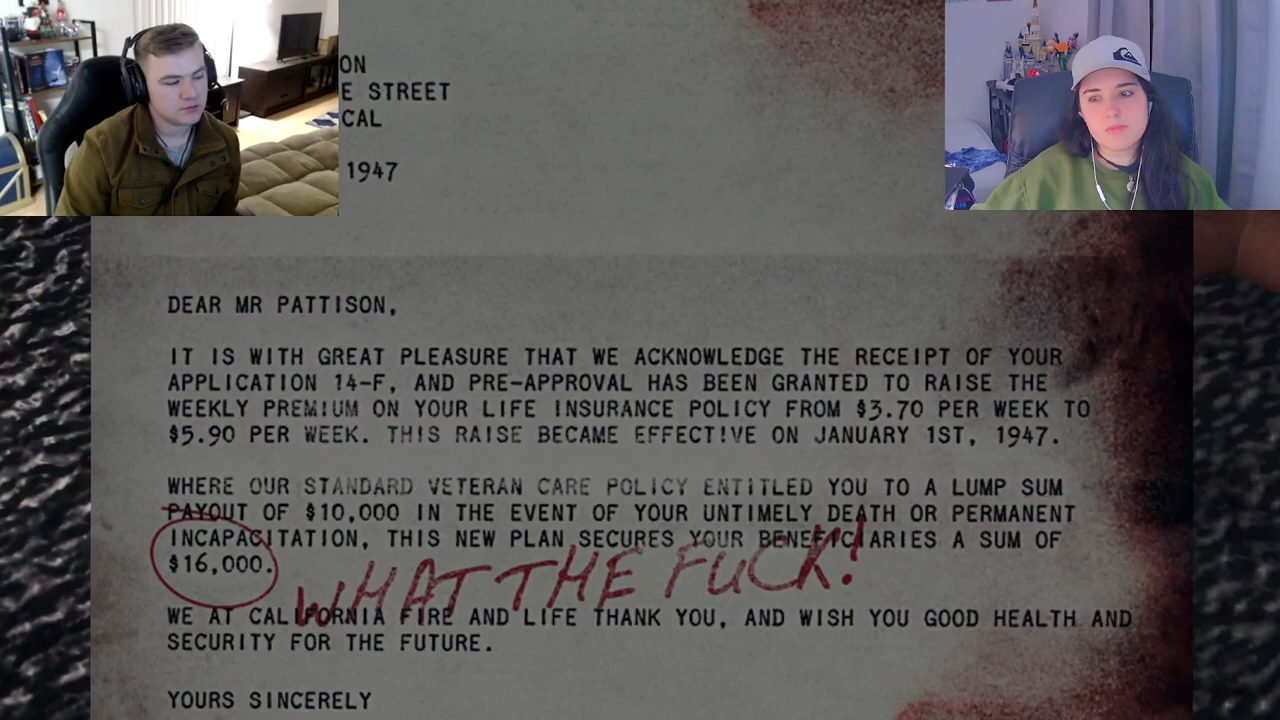 ON
E STREET
CAL
1947
DEAR MR PATTISON,
IT IS WITH GREAT PLEASURE THAT WE ACKNOWLEDGE THE RECEIPT OF YOUR
APPLICATION 14-F, AND PRE-APPROVAL HAS BEEN GRANTED TO RAISE THE
WEEKLY PREMIUM ON YOUR LIFE INSURANCE POLICY FROM $3.70 PER WEEK TO
$5.90 PER WEEK. THIS RAISE BECAME EFFECTIVE ON JANUARY 1ST, 1947.
WHERE OUR STANDARD VETERAN CARE POLICY ENTITLED YOU TO A LUMP SUM
PAYOUT OF $10,000 IN THE EVENT OF YOUR UNTIMELY DEATH OR PERMANENT
INCAPACITATION, THIS NEW PLAN SECURES YOUR BENEFICIARIES A SUM OF
$16,000.
WHAT THE FUCK!
WE AT CALIFORNIA FIRE AND LIFE THANK YOU, AND WISH YOU GOOD HEALTH AND
SECURITY FOR THE FUTURE.
YOURS SINCERELY